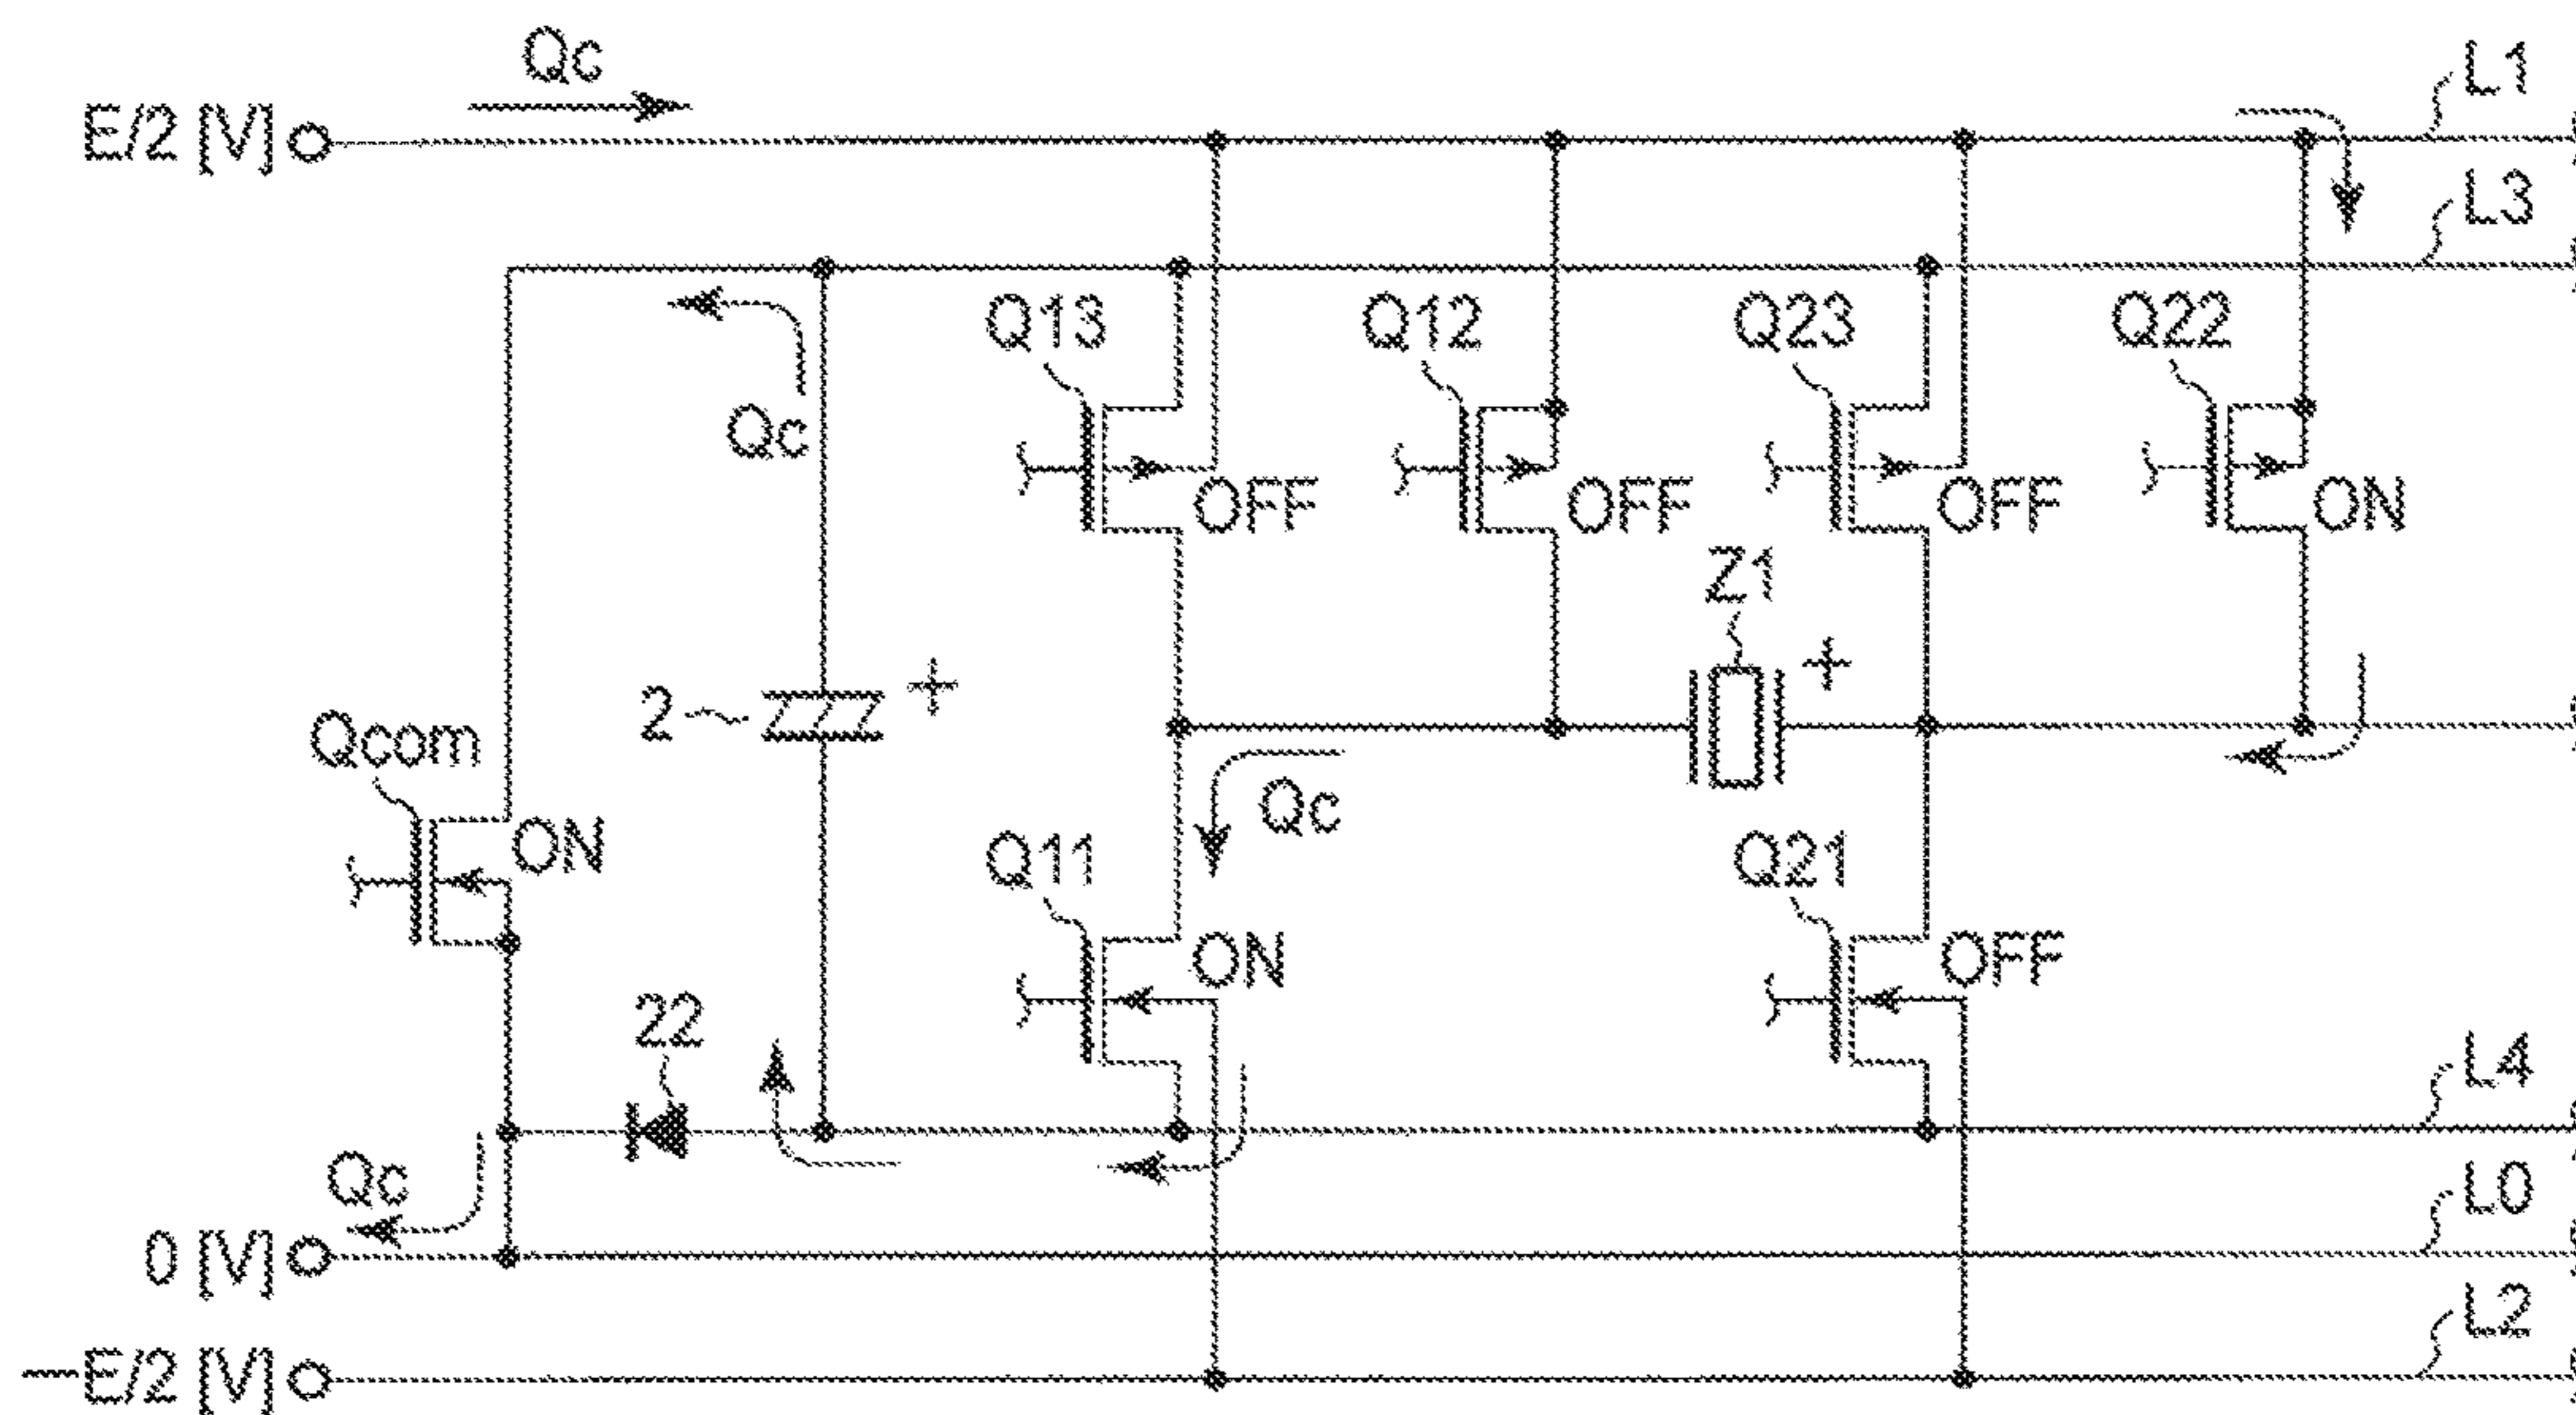 Qc
L1
E/2 [V]
L3
Q13
Q12
Q23
Q22
Qc
OFF
OFF
OFF
ON
Z1
+
2
+
Qcom
Qc
ON
Q11
Q21
ON
OFF
22
L4
Qc
L0
0 [V]
L2
—E/2 [V]